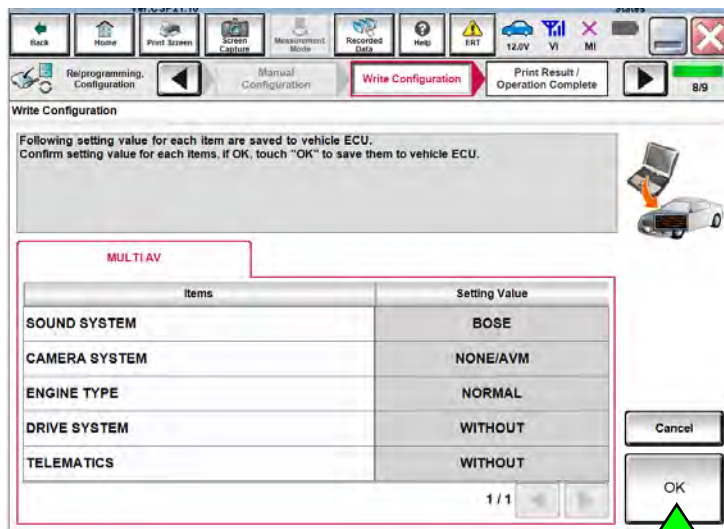 Back
Home
Print Screen
Screen
Capture
Measurement
Mode
Recorded
Data
Help
ERT
12.0V
VI
MI
Re/programming,
Configuration
Manual
Configuration
Write Configuration
Print Result /
Operation Complete
8/9
Write Configuration
Following setting value for each item are saved to vehicle ECU.
Confirm setting value for each items, if OK, touch "OK" to save them to vehicle ECU.
MULTI AV
Items
Setting Value
SOUND SYSTEM
BOSE
CAMERA SYSTEM
NONE/AVM
ENGINE TYPE
NORMAL
DRIVE SYSTEM
WITHOUT
TELEMATICS
WITHOUT
Cancel
1/1
OK